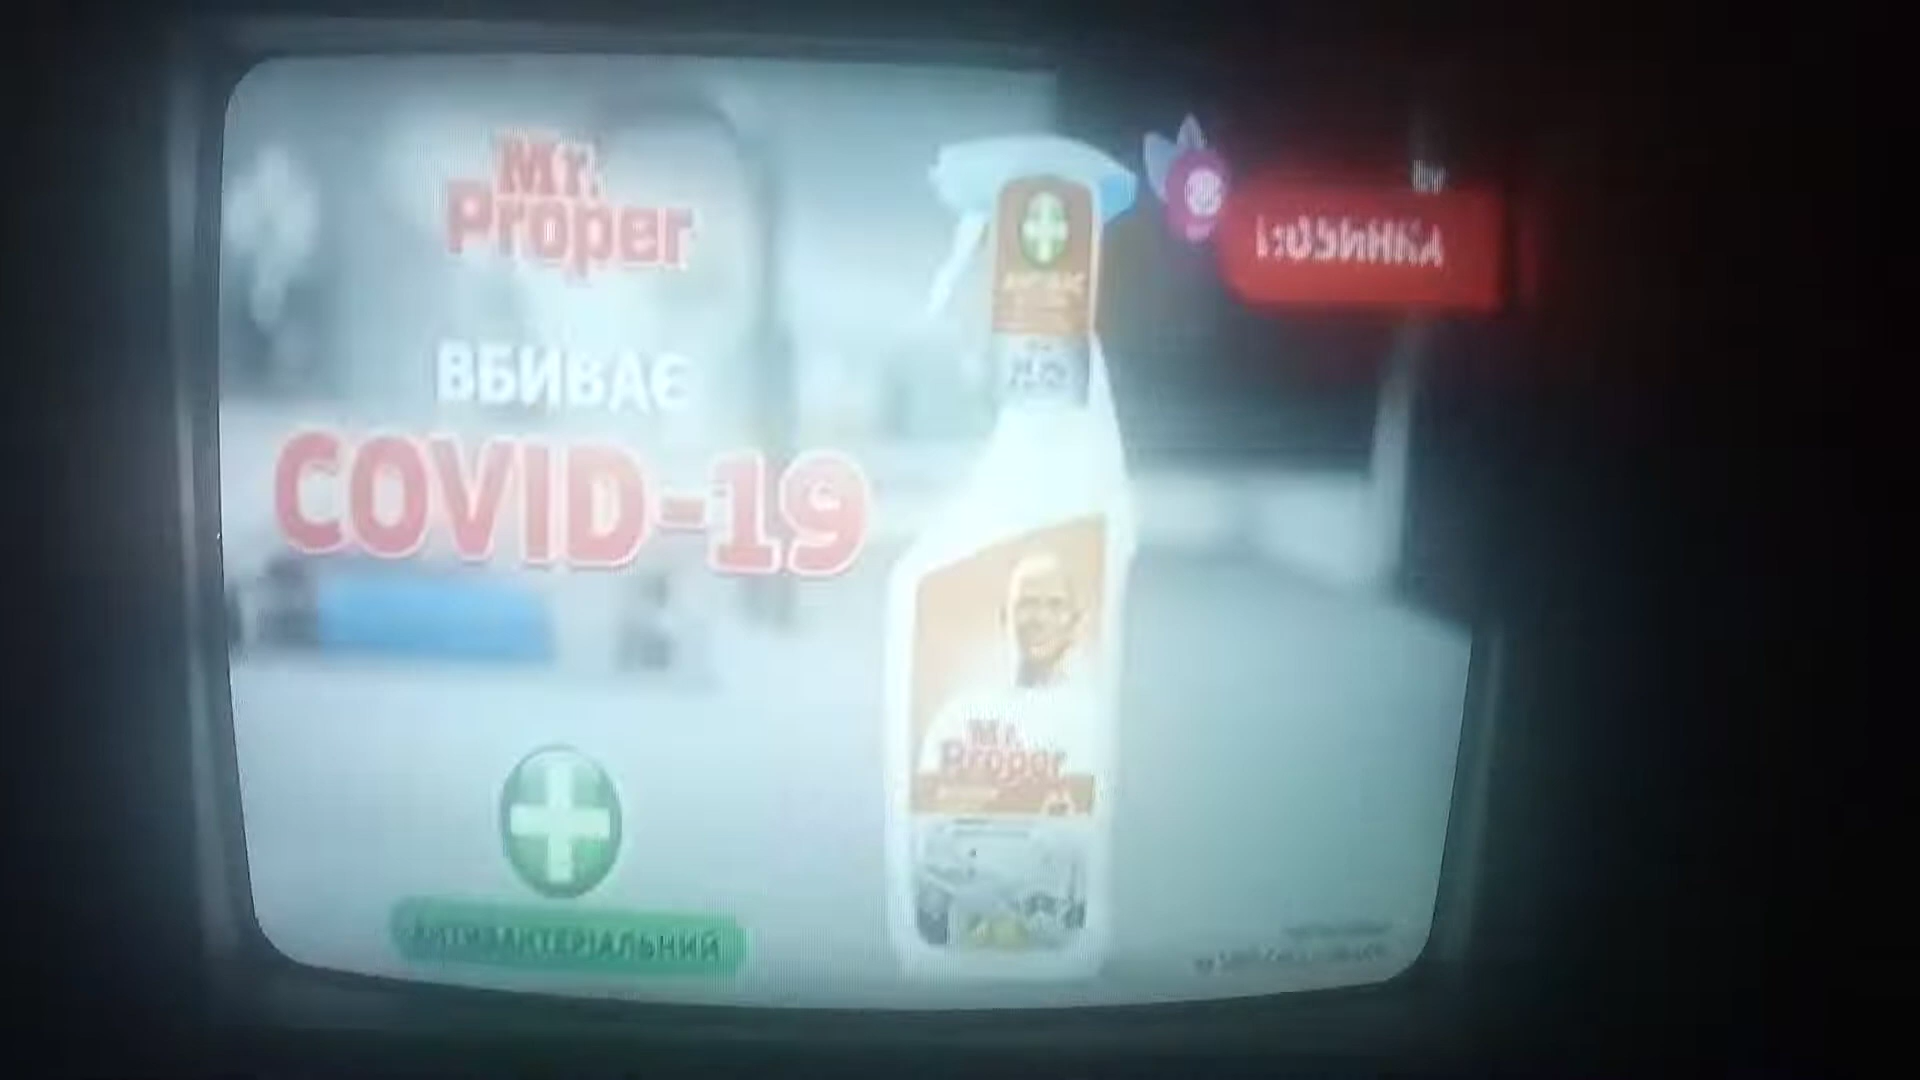 Mr.
Proper
ВБИВАЄ
COVID-19
АНТИБАКТЕРІАЛЬНИЙ
НОВИНКА
Mr.
Proper